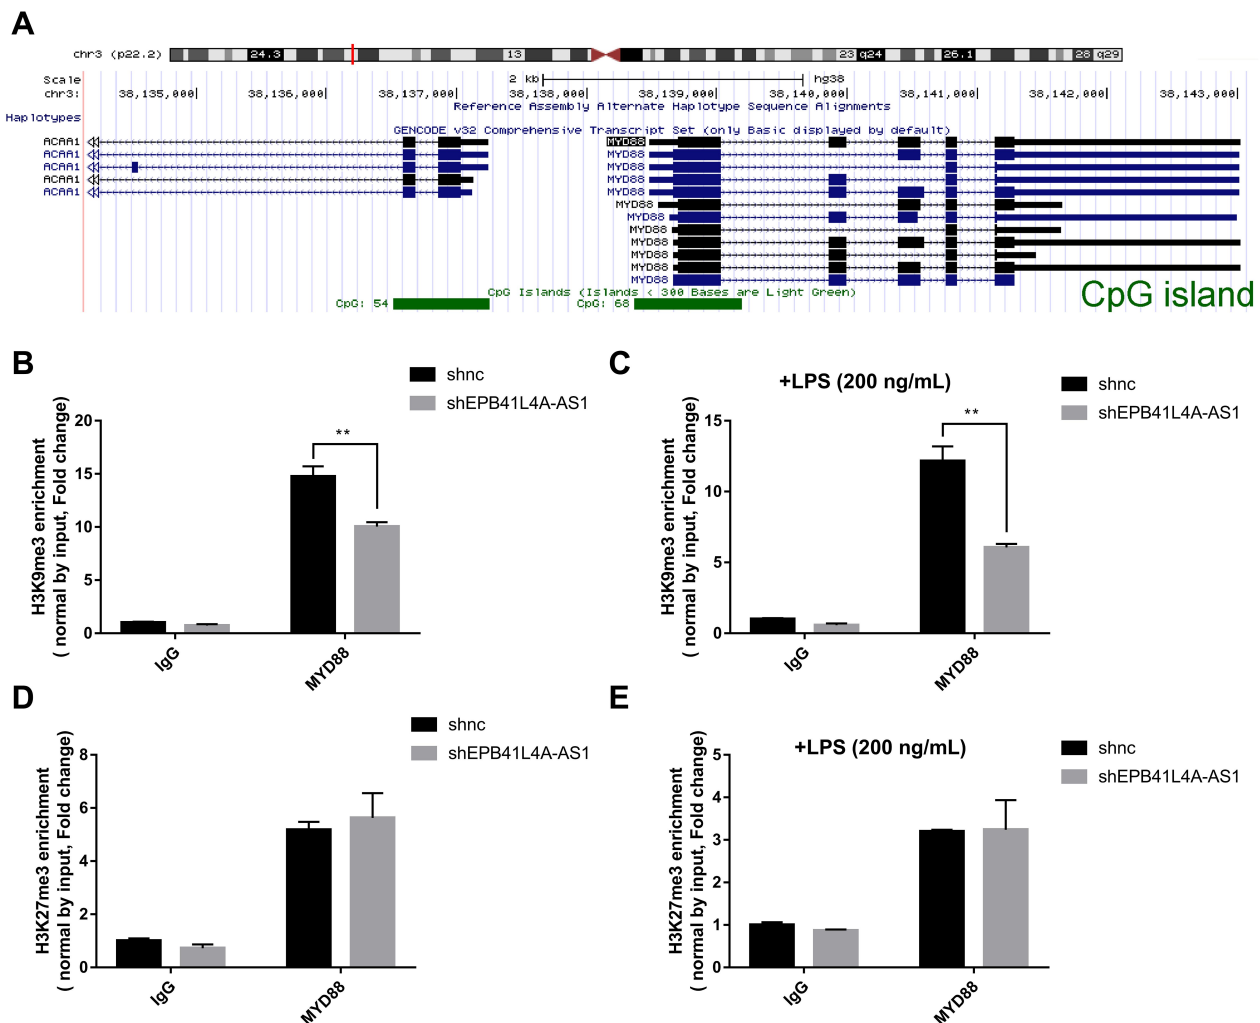 A
chr3 (p22.2) 24.3 13 23 q24 26.1 28 q29
Scale 2 kb hg38
chr3: 38,135,000 38,136,000 38,137,000 38,138,000 38,139,000 38,140,000 38,141,000 38,142,000 38,143,000
Reference Assembly Alternate Haplotype Sequence Alignments
Haplotypes
GENCODE v32 Comprehensive Transcript Set (only Basic displayed by default)
ACAA1 MYD88
ACAA1 MYD88
ACAA1 MYD88
ACAA1 MYD88
ACAA1 MYD88
MYD88
MYD88
MYD88
MYD88
MYD88
MYD88
MYD88
CpG Islands (Islands < 300 Bases are Light Green)
CpG: 54 CpG: 68
CpG island
B
shnc
shEPB41L4A-AS1
H3K9me3 enrichment
( normal by input, Fold change)
20
15
10
5
0
**
IgG
MYD88
C
+LPS (200 ng/mL)
shnc
shEPB41L4A-AS1
H3K9me3 enrichment
( normal by input, Fold change)
15
10
5
0
**
IgG
MYD88
D
shnc
shEPB41L4A-AS1
H3K27me3 enrichment
( normal by input, Fold change)
8
6
4
2
0
IgG
MYD88
E
+LPS (200 ng/mL)
shnc
shEPB41L4A-AS1
H3K27me3 enrichment
( normal by input, Fold change)
5
4
3
2
1
0
IgG
MYD88